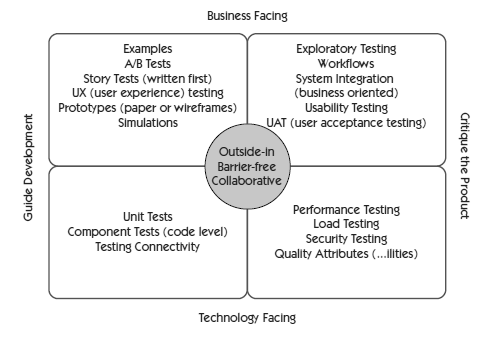 Business Facing
Examples
A/B Tests
Story Tests (written first)
UX (user experience) testing
Prototypes (paper or wireframes)
Simulations
Exploratory Testing
Workflows
System Integration
(business oriented)
Usability Testing
UAT (user acceptance testing)
Guide Development
Outside-in
Barrier-free
Collaborative
Critique the Product
Unit Tests
Component Tests (code level)
Testing Connectivity
Performance Testing
Load Testing
Security Testing
Quality Attributes (...ilities)
Technology Facing